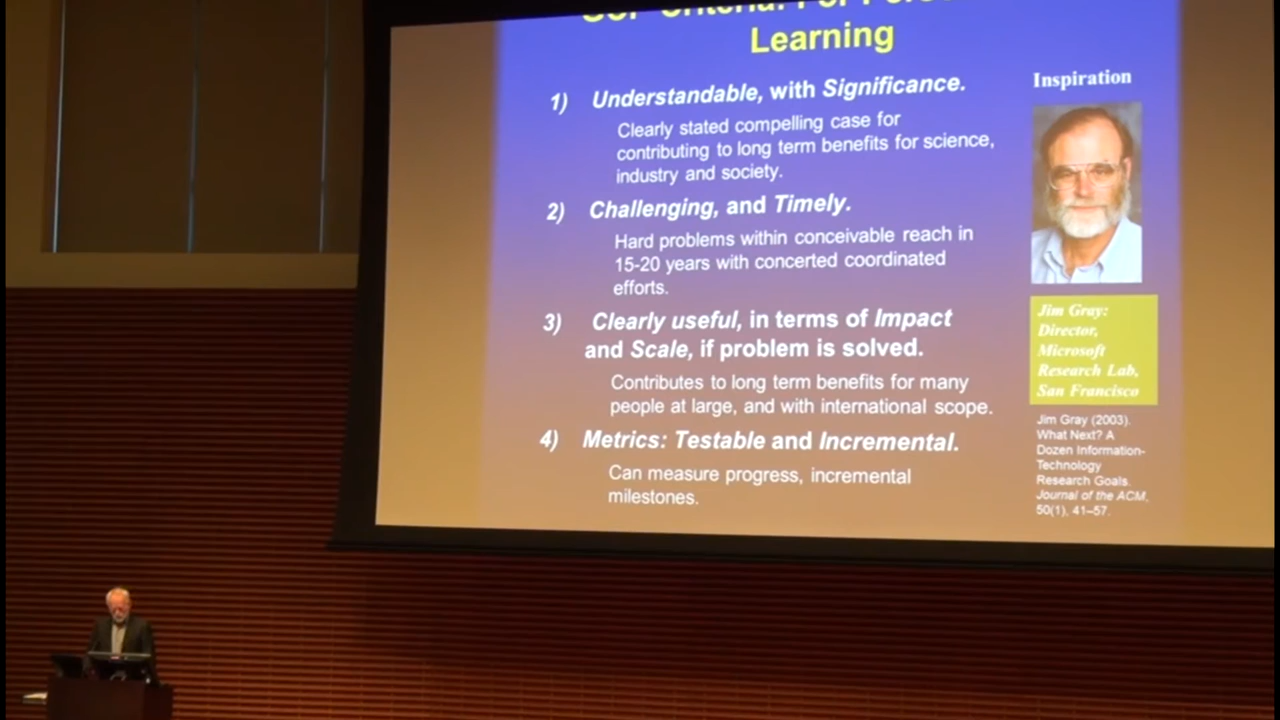 Learning
1) Understandable, with Significance.
Clearly stated compelling case for
contributing to long term benefits for science,
industry and society.
2) Challenging, and Timely.
Hard problems within conceivable reach in
15-20 years with concerted coordinated
efforts.
3) Clearly useful, in terms of Impact
and Scale, if problem is solved.
Contributes to long term benefits for many
people at large, and with international scope.
4) Metrics: Testable and Incremental.
Can measure progress, incremental
milestones.
Inspiration
Jim Gray:
Director,
Microsoft
Research Lab,
San Francisco
Jim Gray (2003).
What Next? A
Dozen Information-
Technology
Research Goals.
Journal of the ACM,
50(1), 41–57.